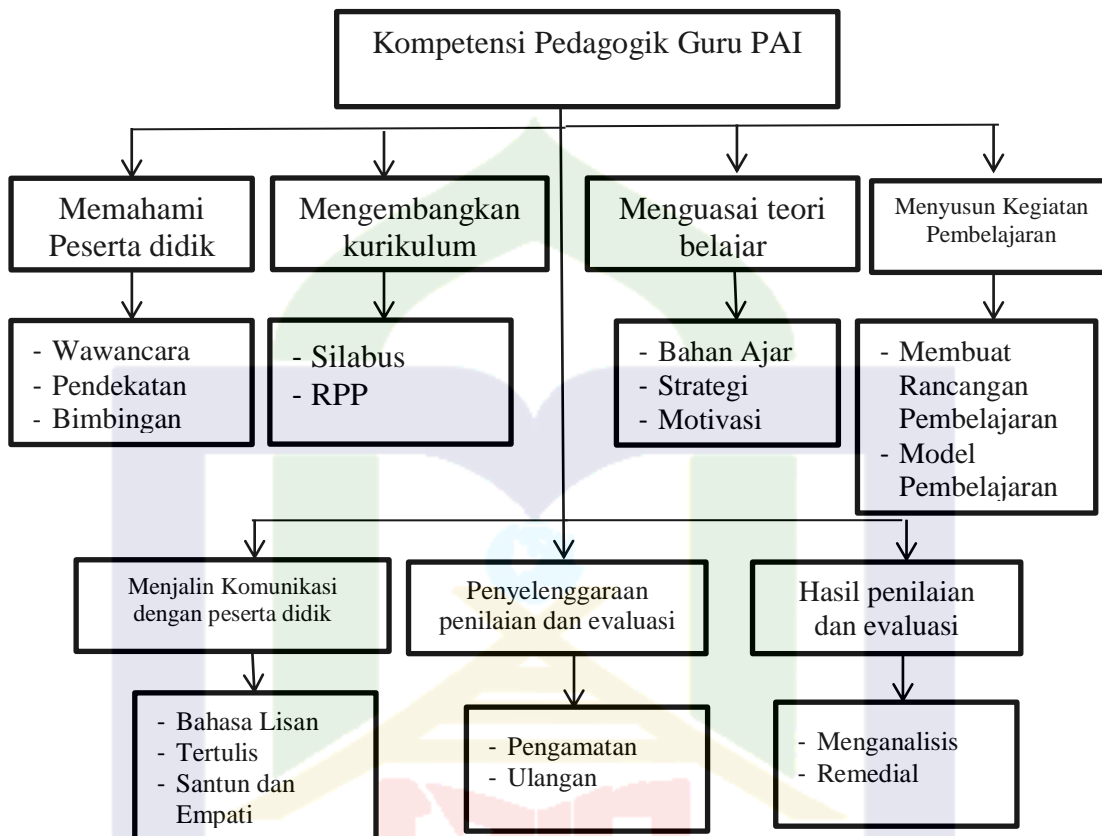 Kompetensi Pedagogik Guru PAI
Memahami
Peserta didik
Mengembangkan
kurikulum
Menguasai teori
belajar
Menyusun Kegiatan
Pembelajaran
- Wawancara
- Pendekatan
- Bimbingan
- Silabus
- RPP
- Bahan Ajar
- Strategi
- Motivasi
- Membuat
Rancangan
Pembelajaran
- Model
Pembelajaran
Menjalin Komunikasi
dengan peserta didik
Penyelenggaraan
penilaian dan evaluasi
Hasil penilaian
dan evaluasi
- Bahasa Lisan
- Tertulis
- Santun dan
Empati
- Pengamatan
- Ulangan
- Menganalisis
- Remedial